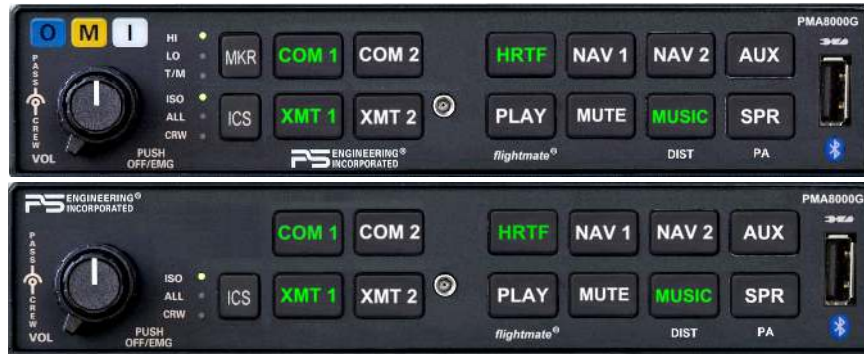 PMA8000G
O M I
HI
LO
T/M
MKR
COM 1
COM 2
HRTF
NAV 1
NAV 2
AUX
PASS
CREW
VOL
ISO
ALL
CRW
ICS
XMT 1
XMT 2
PLAY
MUTE
MUSIC
SPR
PUSH
OFF/EMG
PS ENGINEERING®
INCORPORATED
flightmate®
DIST
PA
PS ENGINEERING®
INCORPORATED
PMA8000G
COM 1
COM 2
HRTF
NAV 1
NAV 2
AUX
PASS
CREW
VOL
ISO
ALL
CRW
ICS
XMT 1
XMT 2
PLAY
MUTE
MUSIC
SPR
PUSH
OFF/EMG
flightmate®
DIST
PA